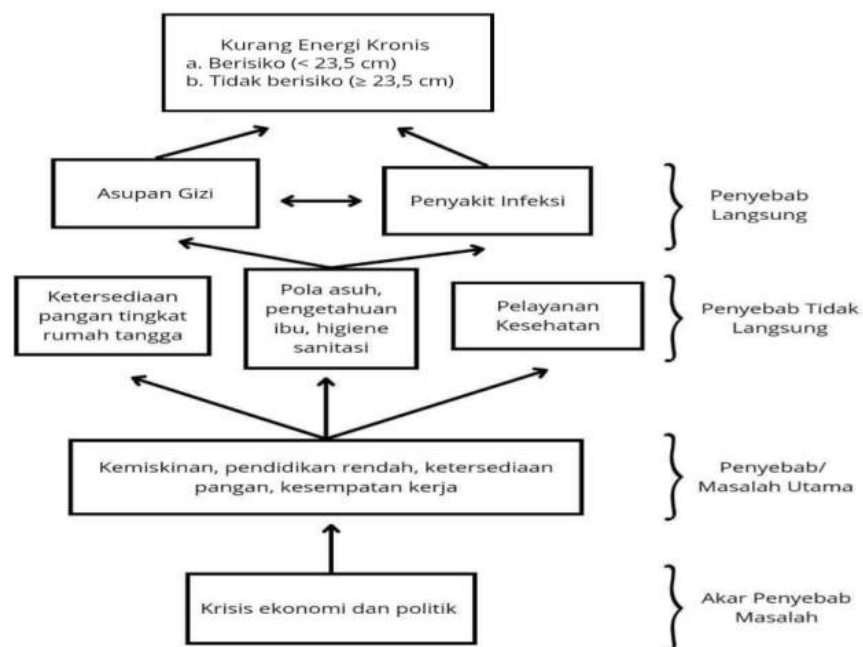 Kurang Energi Kronis
a. Berisiko (< 23,5 cm)
b. Tidak berisiko (≥ 23,5 cm)
Asupan Gizi
Penyakit Infeksi
Penyebab
Langsung
Ketersediaan
pangan tingkat
rumah tangga
Pola asuh,
pengetahuan
ibu, higiene
sanitasi
Pelayanan
Kesehatan
Penyebab Tidak
Langsung
Kemiskinan, pendidikan rendah, ketersediaan
pangan, kesempatan kerja
Penyebab/
Masalah Utama
Krisis ekonomi dan politik
Akar Penyebab
Masalah